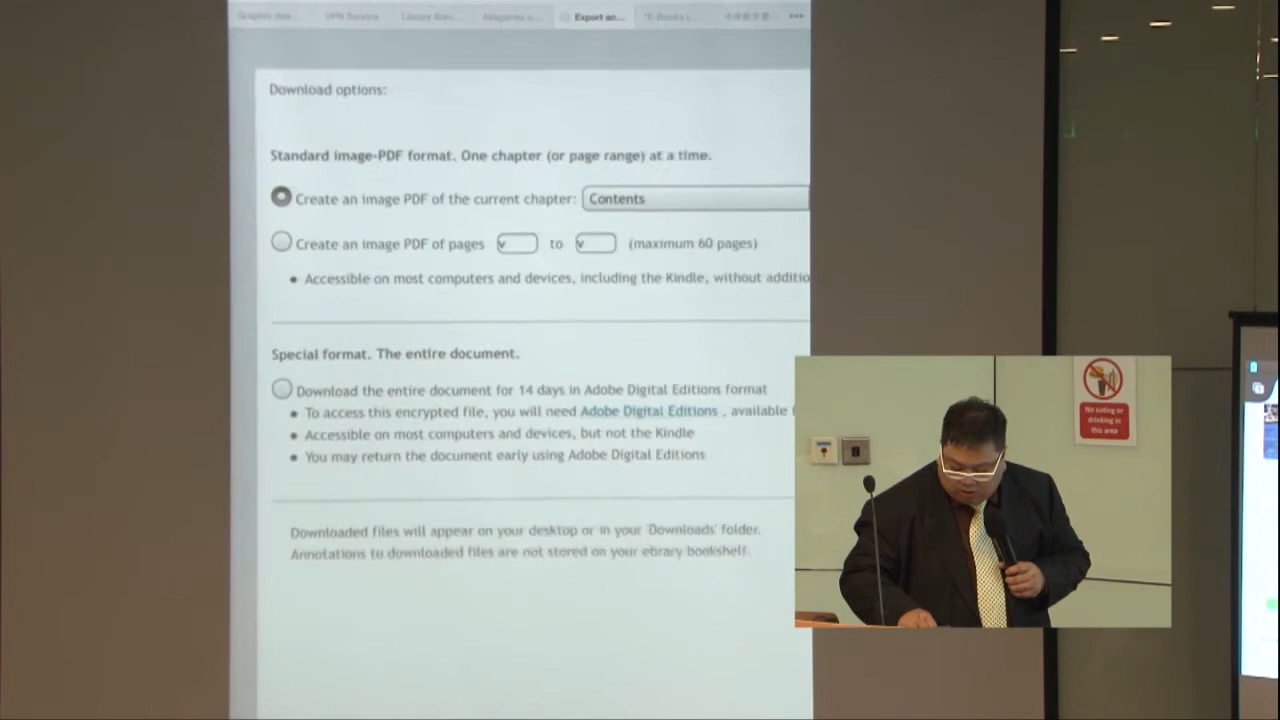 VPN Service
Export an...
Download options:
Standard image-PDF format. One chapter (or page range) at a time.
Create an image PDF of the current chapter: Contents
Create an image PDF of pages v to v (maximum 60 pages)
• Accessible on most computers and devices, including the Kindle, without additio
Special format. The entire document.
Download the entire document for 14 days in Adobe Digital Editions format
• To access this encrypted file, you will need Adobe Digital Editions , available
• Accessible on most computers and devices, but not the Kindle
• You may return the document early using Adobe Digital Editions
Downloaded files will appear on your desktop or in your 'Downloads' folder.
Annotations to downloaded files are not stored on your ebrary bookshelf.
No eating or
drinking in
this area